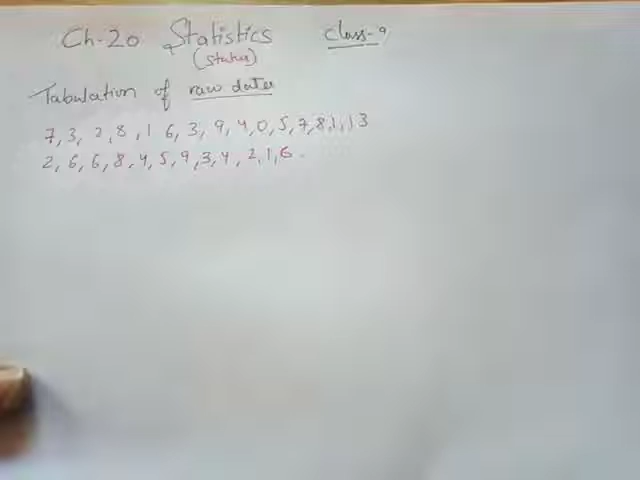 Ch-20 Statistics Class-9
(Status)
Tabulation of raw data
7, 3, 2, 8, 1 6, 3, 9, 4, 0, 5, 7, 8, 1, 1 3
2, 6, 6, 8, 4, 5, 9, 3, 4, 2, 1, 6.